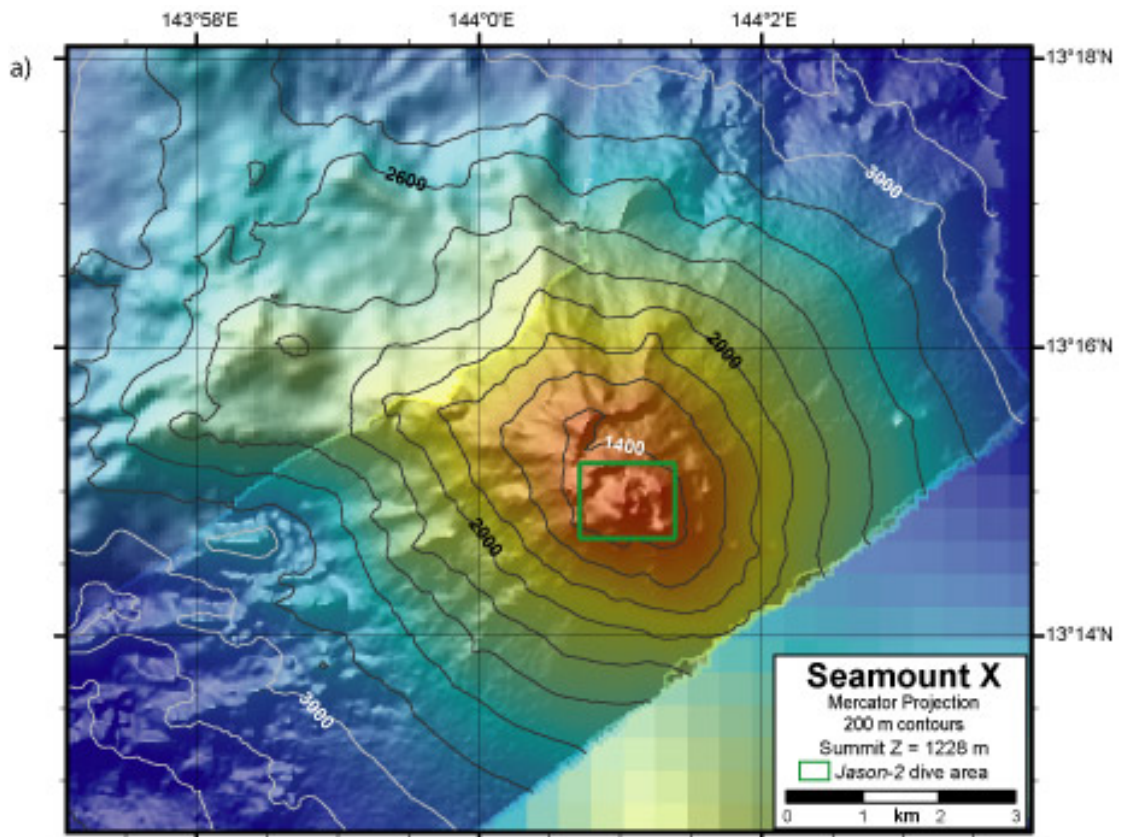 143°58'E 144°0'E 144°2'E
a)
13°18'N
2600
3000
13°16'N
2000
1400
2000
13°14'N
3000
Seamount X
Mercator Projection
200 m contours
Summit Z = 1228 m
Jason-2 dive area
0 1 km 2 3